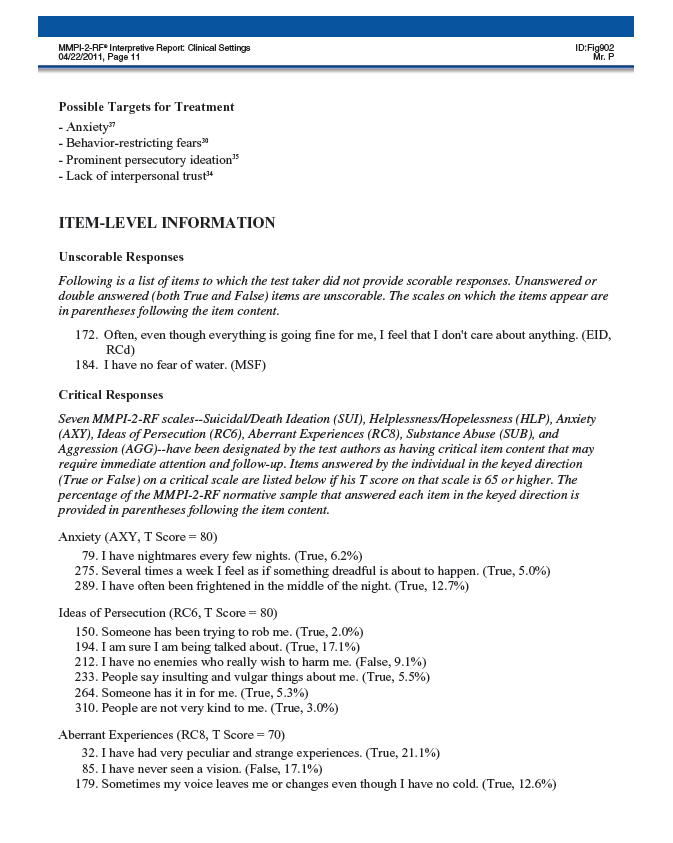 MMPI-2-RF® Interpretive Report: Clinical Settings ID:Fig902
04/22/2011, Page 11 Mr. P
Possible Targets for Treatment
- Anxiety³⁷
- Behavior-restricting fears³⁰
- Prominent persecutory ideation³⁵
- Lack of interpersonal trust³⁴
ITEM-LEVEL INFORMATION
Unscorable Responses
Following is a list of items to which the test taker did not provide scorable responses. Unanswered or
double answered (both True and False) items are unscorable. The scales on which the items appear are
in parentheses following the item content.
172. Often, even though everything is going fine for me, I feel that I don't care about anything. (EID,
RCd)
184. I have no fear of water. (MSF)
Critical Responses
Seven MMPI-2-RF scales--Suicidal/Death Ideation (SUI), Helplessness/Hopelessness (HLP), Anxiety
(AXY), Ideas of Persecution (RC6), Aberrant Experiences (RC8), Substance Abuse (SUB), and
Aggression (AGG)--have been designated by the test authors as having critical item content that may
require immediate attention and follow-up. Items answered by the individual in the keyed direction
(True or False) on a critical scale are listed below if his T score on that scale is 65 or higher. The
percentage of the MMPI-2-RF normative sample that answered each item in the keyed direction is
provided in parentheses following the item content.
Anxiety (AXY, T Score = 80)
79. I have nightmares every few nights. (True, 6.2%)
275. Several times a week I feel as if something dreadful is about to happen. (True, 5.0%)
289. I have often been frightened in the middle of the night. (True, 12.7%)
Ideas of Persecution (RC6, T Score = 80)
150. Someone has been trying to rob me. (True, 2.0%)
194. I am sure I am being talked about. (True, 17.1%)
212. I have no enemies who really wish to harm me. (False, 9.1%)
233. People say insulting and vulgar things about me. (True, 5.5%)
264. Someone has it in for me. (True, 5.3%)
310. People are not very kind to me. (True, 3.0%)
Aberrant Experiences (RC8, T Score = 70)
32. I have had very peculiar and strange experiences. (True, 21.1%)
85. I have never seen a vision. (False, 17.1%)
179. Sometimes my voice leaves me or changes even though I have no cold. (True, 12.6%)